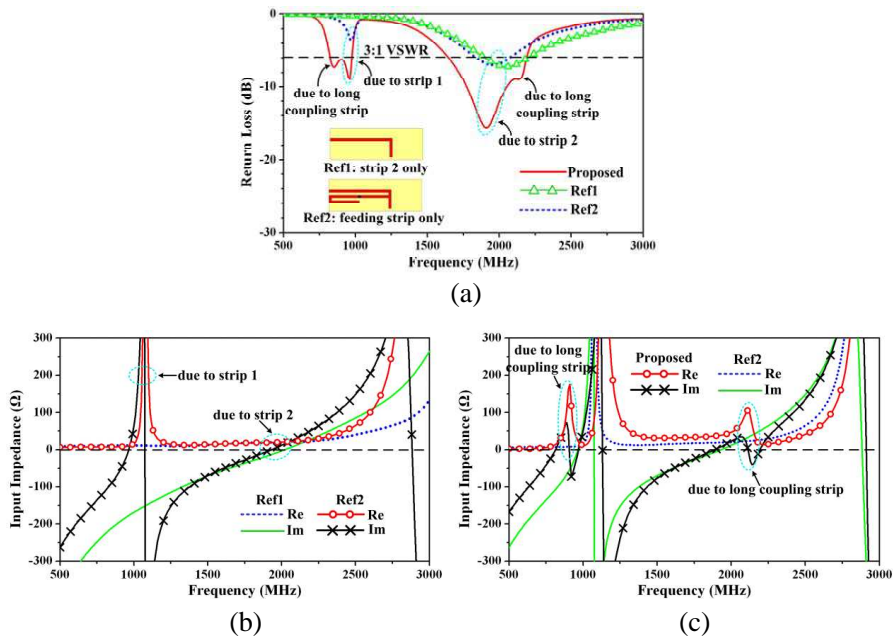 0
-5
-10
-15
-20
-25
-30
Return Loss (dB)
3:1 VSWR
due to strip 1
due to long
coupling strip
due to long
coupling strip
due to strip 2
Ref1: strip 2 only
Ref2: feeding strip only
Proposed
Ref1
Ref2
500 1000 1500 2000 2500 3000
Frequency (MHz)
(a)
300
200
100
0
-100
-200
-300
Input Impedance (Ω)
due to strip 1
due to strip 2
Ref1 Ref2
Re Re
Im Im
500 1000 1500 2000 2500 3000
Frequency (MHz)
(b)
300
200
100
0
-100
-200
-300
Input Impedance (Ω)
due to long
coupling strip
Proposed Ref2
Re Re
Im Im
due to long coupling strip
500 1000 1500 2000 2500 3000
Frequency (MHz)
(c)